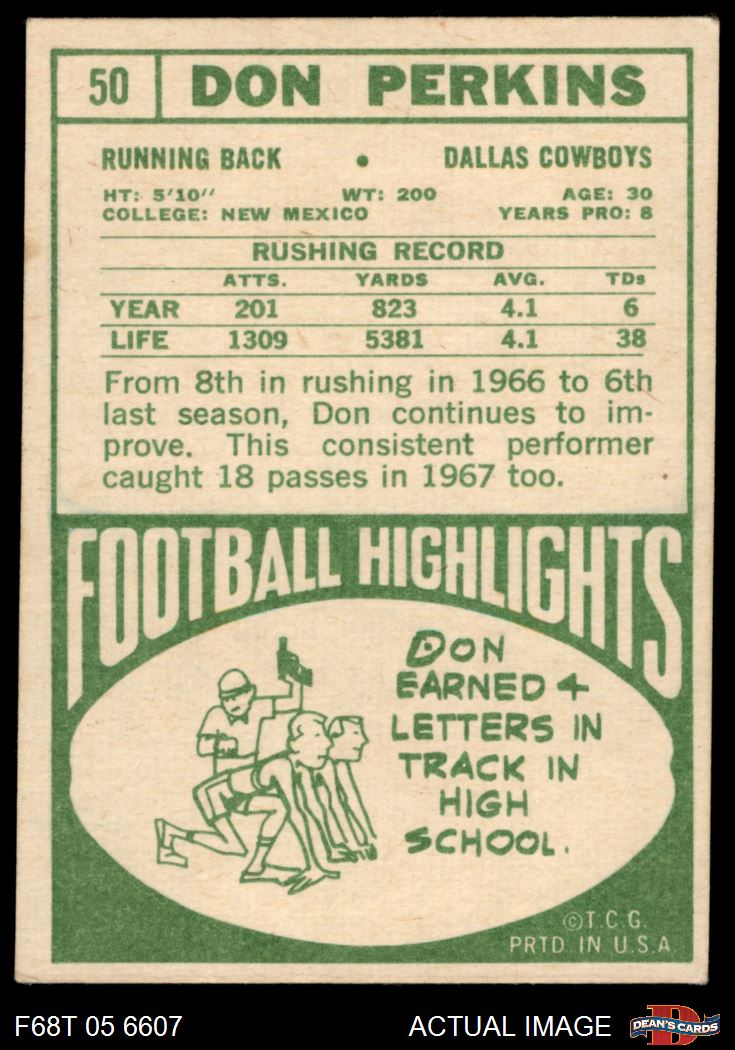 50 DON PERKINS
RUNNING BACK • DALLAS COWBOYS
HT: 5'10'' WT: 200 AGE: 30
COLLEGE: NEW MEXICO YEARS PRO: 8
RUSHING RECORD
ATTS. YARDS AVG. TDs
YEAR 201 823 4.1 6
LIFE 1309 5381 4.1 38
From 8th in rushing in 1966 to 6th
last season, Don continues to im-
prove. This consistent performer
caught 18 passes in 1967 too.
FOOTBALL HIGHLIGHTS
DON
EARNED 4
LETTERS IN
TRACK IN
HIGH
SCHOOL.
©T.C.G.
PRTD. IN U.S.A.
F68T 05 6607 ACTUAL IMAGE DEAN'S CARDS